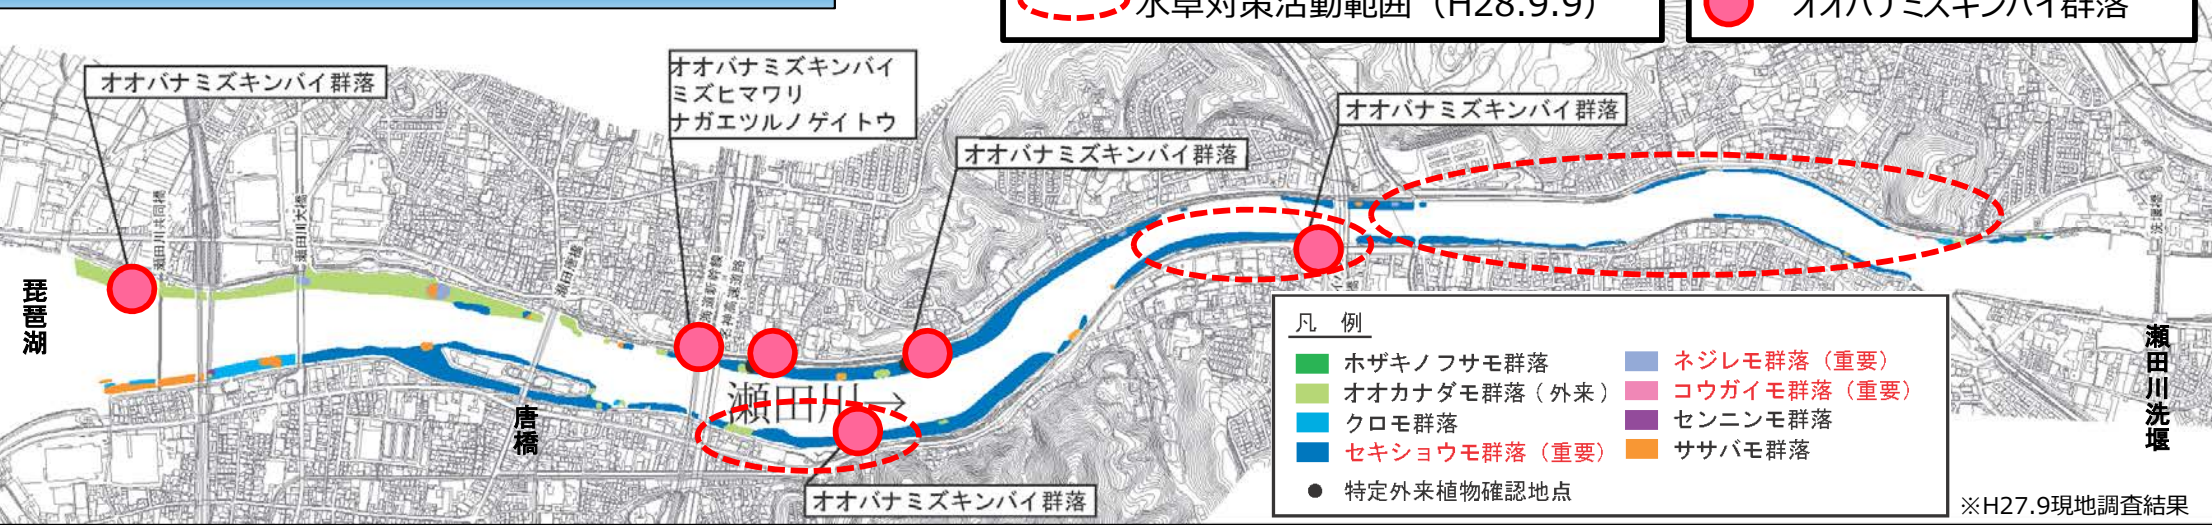 水草対策活動範囲（H28.9.9）
オオバナミズキンバイ群落
オオバナミズキンバイ群落
オオバナミズキンバイ
ミズヒマワリ
ナガエツルノゲイトウ
オオバナミズキンバイ群落
オオバナミズキンバイ群落
瀬田川大橋
琵琶湖
唐橋
瀬田川→
オオバナミズキンバイ群落
瀬田川洗堰
凡 例
ホザキノフサモ群落
オオカナダモ群落（外来）
クロモ群落
セキショウモ群落（重要）
特定外来植物確認地点
ネジレモ群落（重要）
コウガイモ群落（重要）
センニンモ群落
ササバモ群落
※H27.9現地調査結果